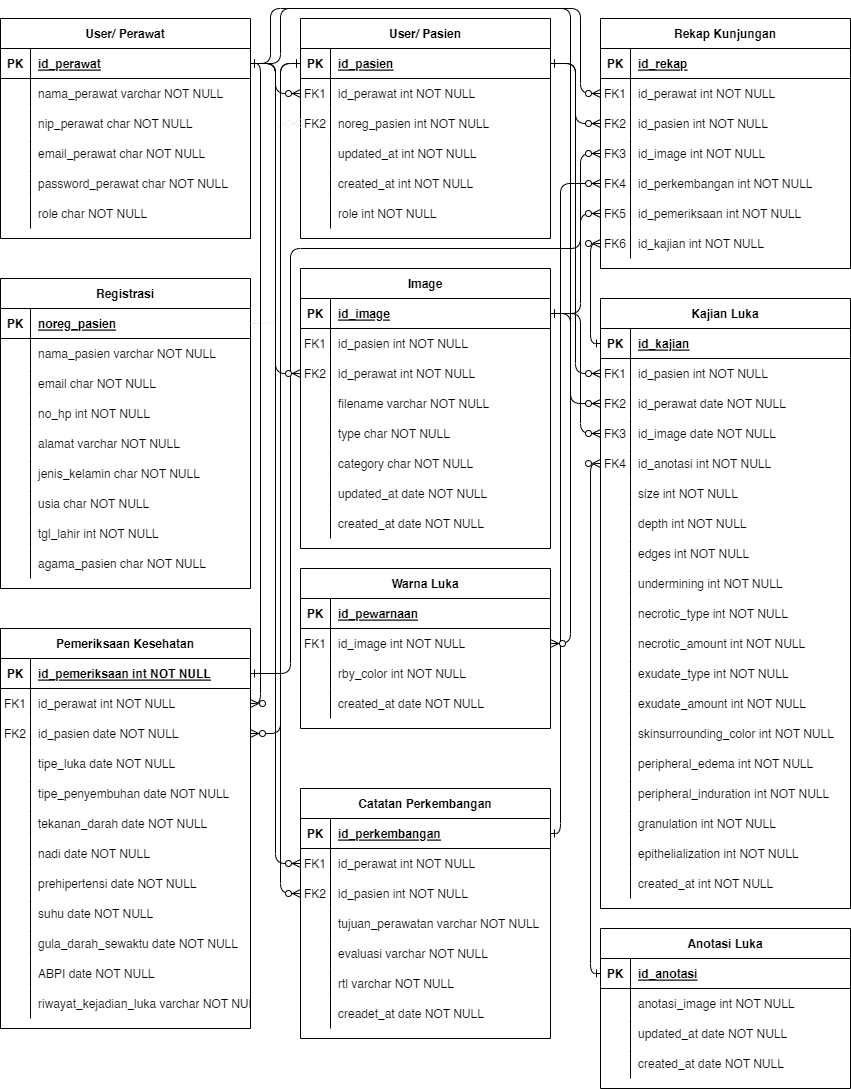 User/ Perawat
PK id_perawat
nama_perawat varchar NOT NULL
nip_perawat char NOT NULL
email_perawat char NOT NULL
password_perawat char NOT NULL
role char NOT NULL
User/ Pasien
PK id_pasien
FK1 id_perawat int NOT NULL
FK2 noreg_pasien int NOT NULL
updated_at int NOT NULL
created_at int NOT NULL
role int NOT NULL
Rekap Kunjungan
PK id_rekap
FK1 id_perawat int NOT NULL
FK2 id_pasien int NOT NULL
FK3 id_image int NOT NULL
FK4 id_perkembangan int NOT NULL
FK5 id_pemeriksaan int NOT NULL
FK6 id_kajian int NOT NULL
Registrasi
PK noreg_pasien
nama_pasien varchar NOT NULL
email char NOT NULL
no_hp int NOT NULL
alamat varchar NOT NULL
jenis_kelamin char NOT NULL
usia char NOT NULL
tgl_lahir int NOT NULL
agama_pasien char NOT NULL
Image
PK id_image
FK1 id_pasien int NOT NULL
FK2 id_perawat int NOT NULL
filename varchar NOT NULL
type char NOT NULL
category char NOT NULL
updated_at date NOT NULL
created_at date NOT NULL
Kajian Luka
PK id_kajian
FK1 id_pasien int NOT NULL
FK2 id_perawat date NOT NULL
FK3 id_image date NOT NULL
FK4 id_anotasi int NOT NULL
size int NOT NULL
depth int NOT NULL
edges int NOT NULL
undermining int NOT NULL
necrotic_type int NOT NULL
necrotic_amount int NOT NULL
exudate_type int NOT NULL
exudate_amount int NOT NULL
skinsurrounding_color int NOT NULL
peripheral_edema int NOT NULL
peripheral_induration int NOT NULL
granulation int NOT NULL
epithelialization int NOT NULL
created_at int NOT NULL
Warna Luka
PK id_pewarnaan
FK1 id_image int NOT NULL
rby_color int NOT NULL
created_at date NOT NULL
Pemeriksaan Kesehatan
PK id_pemeriksaan int NOT NULL
FK1 id_perawat int NOT NULL
FK2 id_pasien date NOT NULL
tipe_luka date NOT NULL
tipe_penyembuhan date NOT NULL
tekanan_darah date NOT NULL
nadi date NOT NULL
prehipertensi date NOT NULL
suhu date NOT NULL
gula_darah_sewaktu date NOT NULL
ABPI date NOT NULL
riwayat_kejadian_luka varchar NOT NU
Catatan Perkembangan
PK id_perkembangan
FK1 id_perawat int NOT NULL
FK2 id_pasien int NOT NULL
tujuan_perawatan varchar NOT NULL
evaluasi varchar NOT NULL
rtl varchar NOT NULL
creadet_at date NOT NULL
Anotasi Luka
PK id_anotasi
anotasi_image int NOT NULL
updated_at date NOT NULL
created_at date NOT NULL